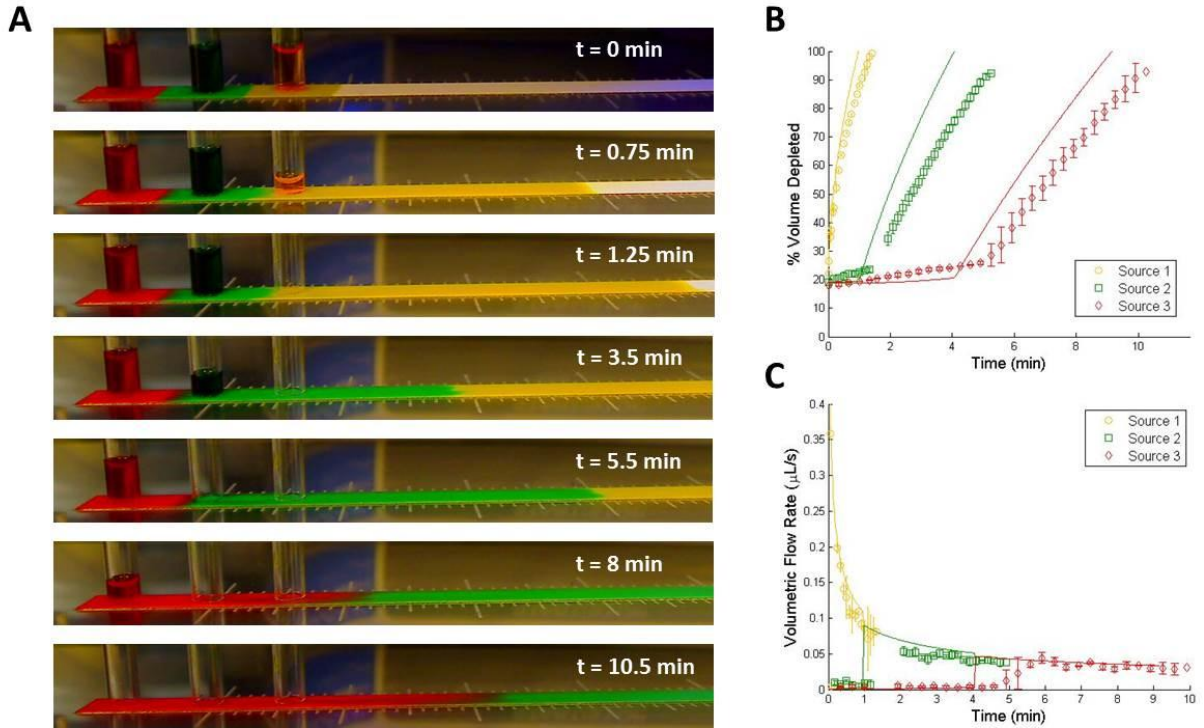 A
t = 0 min
t = 0.75 min
t = 1.25 min
t = 3.5 min
t = 5.5 min
t = 8 min
t = 10.5 min
B
100
90
80
70
60
50
40
30
20
10
0
% Volume Depleted
0 2 4 6 8 10
Time (min)
Source 1
Source 2
Source 3
C
0.4
0.35
0.3
0.25
0.2
0.15
0.1
0.05
0
Volumetric Flow Rate (µL/s)
0 1 2 3 4 5 6 7 8 9 10
Time (min)
Source 1
Source 2
Source 3